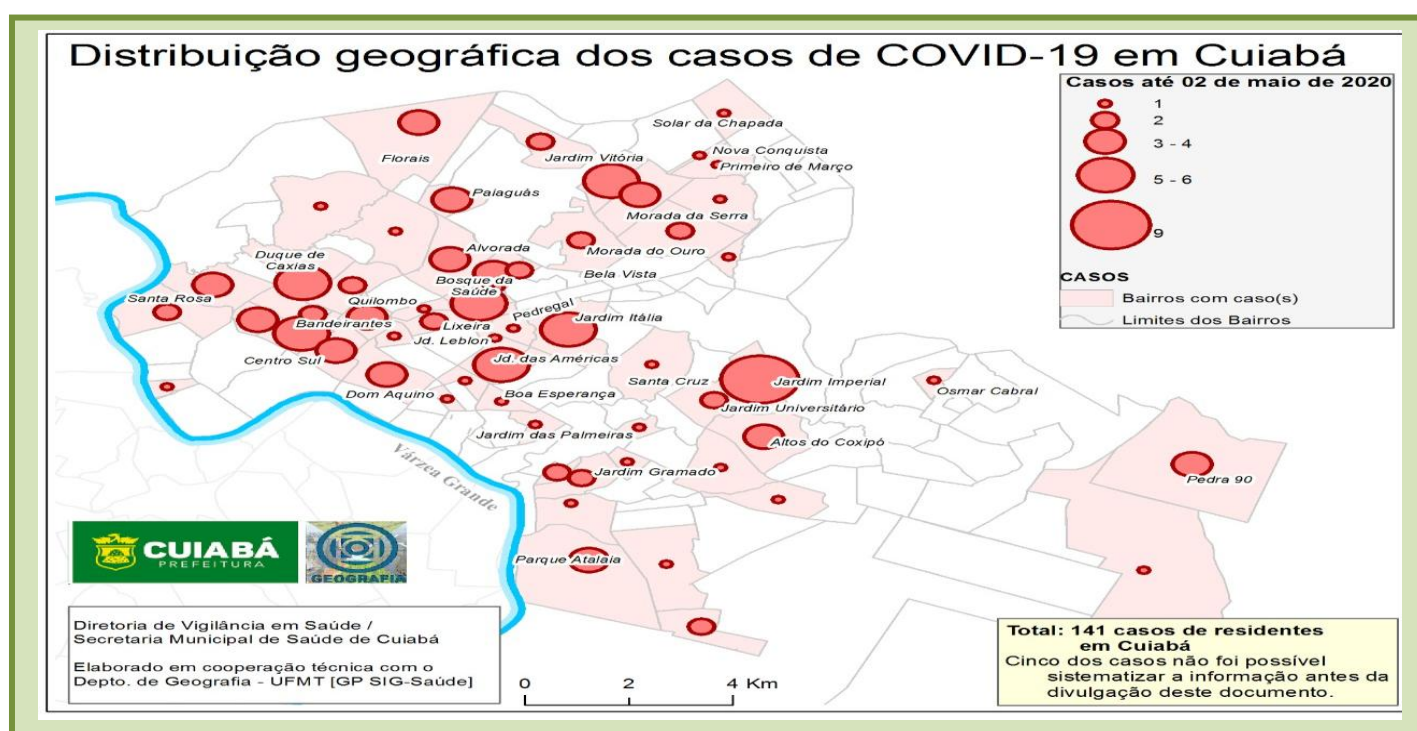 Distribuição geográfica dos casos de COVID-19 em Cuiabá
Casos até 02 de maio de 2020
1
2
3 - 4
5 - 6
9
CASOS
Bairros com caso(s)
Limites dos Bairros
Solar da Chapada
Florais
Jardim Vitória
Nova Conquista
Primeiro de Março
Paiaguás
Morada da Serra
Alvorada
Morada do Ouro
Duque de
Caxias
Bela Vista
Bosque da
Saúde
Santa Rosa
Quilombo
Pedregal
Bandeirantes
Lixeira
Jardim Itália
Jd. Leblon
Centro Sul
Jd. das Américas
Santa Cruz
Jardim Imperial
Osmar Cabral
Dom Aquino
Boa Esperança
Jardim Universitário
Jardim das Palmeiras
Altos do Coxipó
Várzea Grande
Jardim Gramado
Pedra 90
Parque Atalaia
CUIABÁ
PREFEITURA
GEOGRAFIA
Diretoria de Vigilância em Saúde /
Secretaria Municipal de Saúde de Cuiabá
Elaborado em cooperação técnica com o
Depto. de Geografia - UFMT [GP SIG-Saúde]
0 2 4 Km
Total: 141 casos de residentes
em Cuiabá
Cinco dos casos não foi possível
sistematizar a informação antes da
divulgação deste documento.